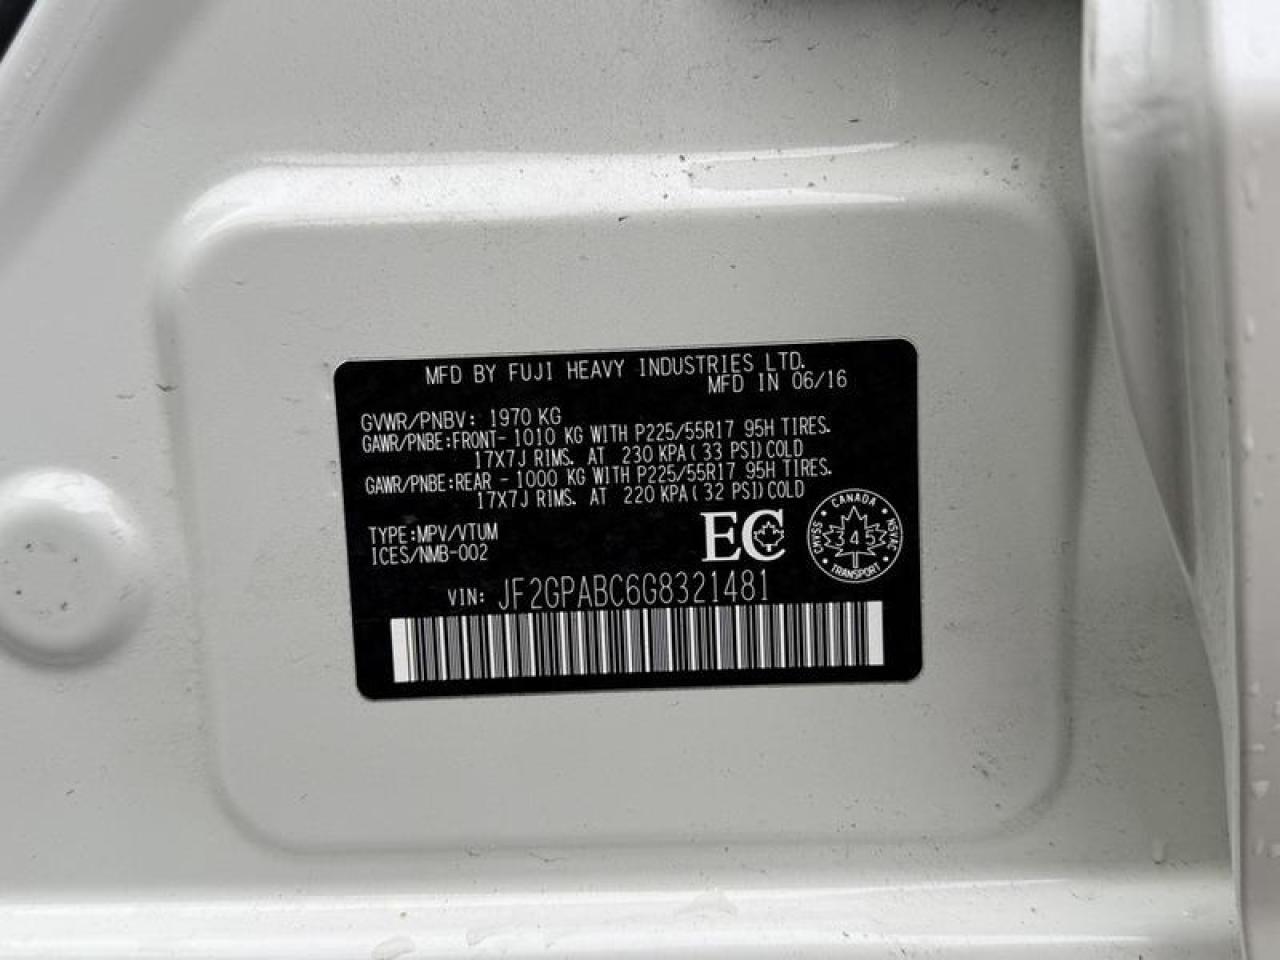 MFD BY FUJI HEAVY INDUSTRIES LTD.
MFD IN 06/16
GVWR/PNBV: 1970 KG
GAWR/PNBE:FRONT- 1010 KG WITH P225/55R17 95H TIRES.
17X7J RIMS. AT 230 KPA(33 PSI)COLD
GAWR/PNBE:REAR - 1000 KG WITH P225/55R17 95H TIRES.
17X7J RIMS. AT 220 KPA(32 PSI)COLD
TYPE:MPV/VTUM
ICES/NMB-002
EC
CANADA
CMVSS
345
NSVAC
TRANSPORT
VIN: JF2GPABC6G8321481